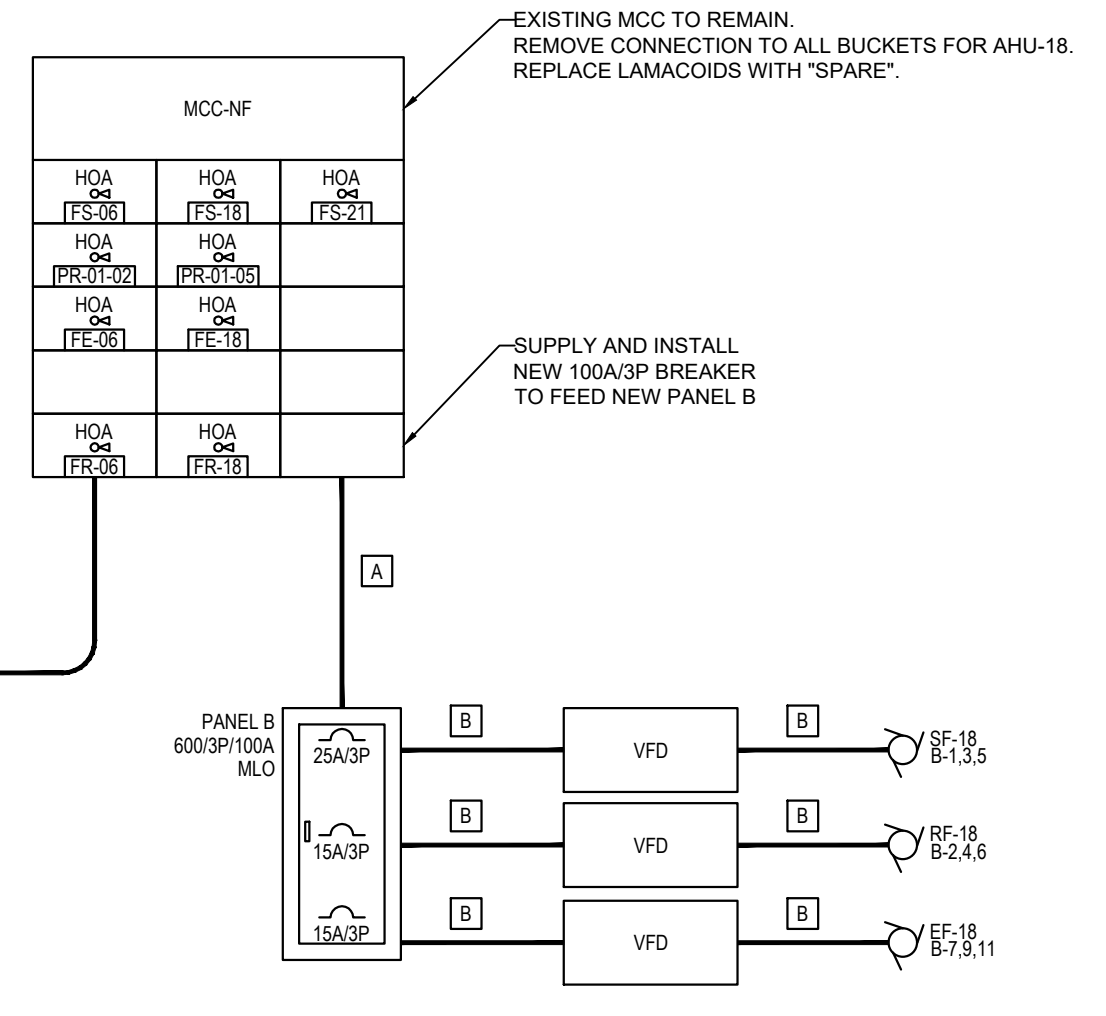 EXISTING MCC TO REMAIN.
REMOVE CONNECTION TO ALL BUCKETS FOR AHU-18.
REPLACE LAMACOIDS WITH "SPARE".
MCC-NF
HOA
FS-06
HOA
FS-18
HOA
FS-21
HOA
PR-01-02
HOA
PR-01-05
HOA
FE-06
HOA
FE-18
SUPPLY AND INSTALL
NEW 100A/3P BREAKER
TO FEED NEW PANEL B
HOA
FR-06
HOA
FR-18
A
PANEL B
600/3P/100A
MLO
25A/3P
15A/3P
15A/3P
B
VFD
B
SF-18
B-1,3,5
B
VFD
B
RF-18
B-2,4,6
B
VFD
B
EF-18
B-7,9,11